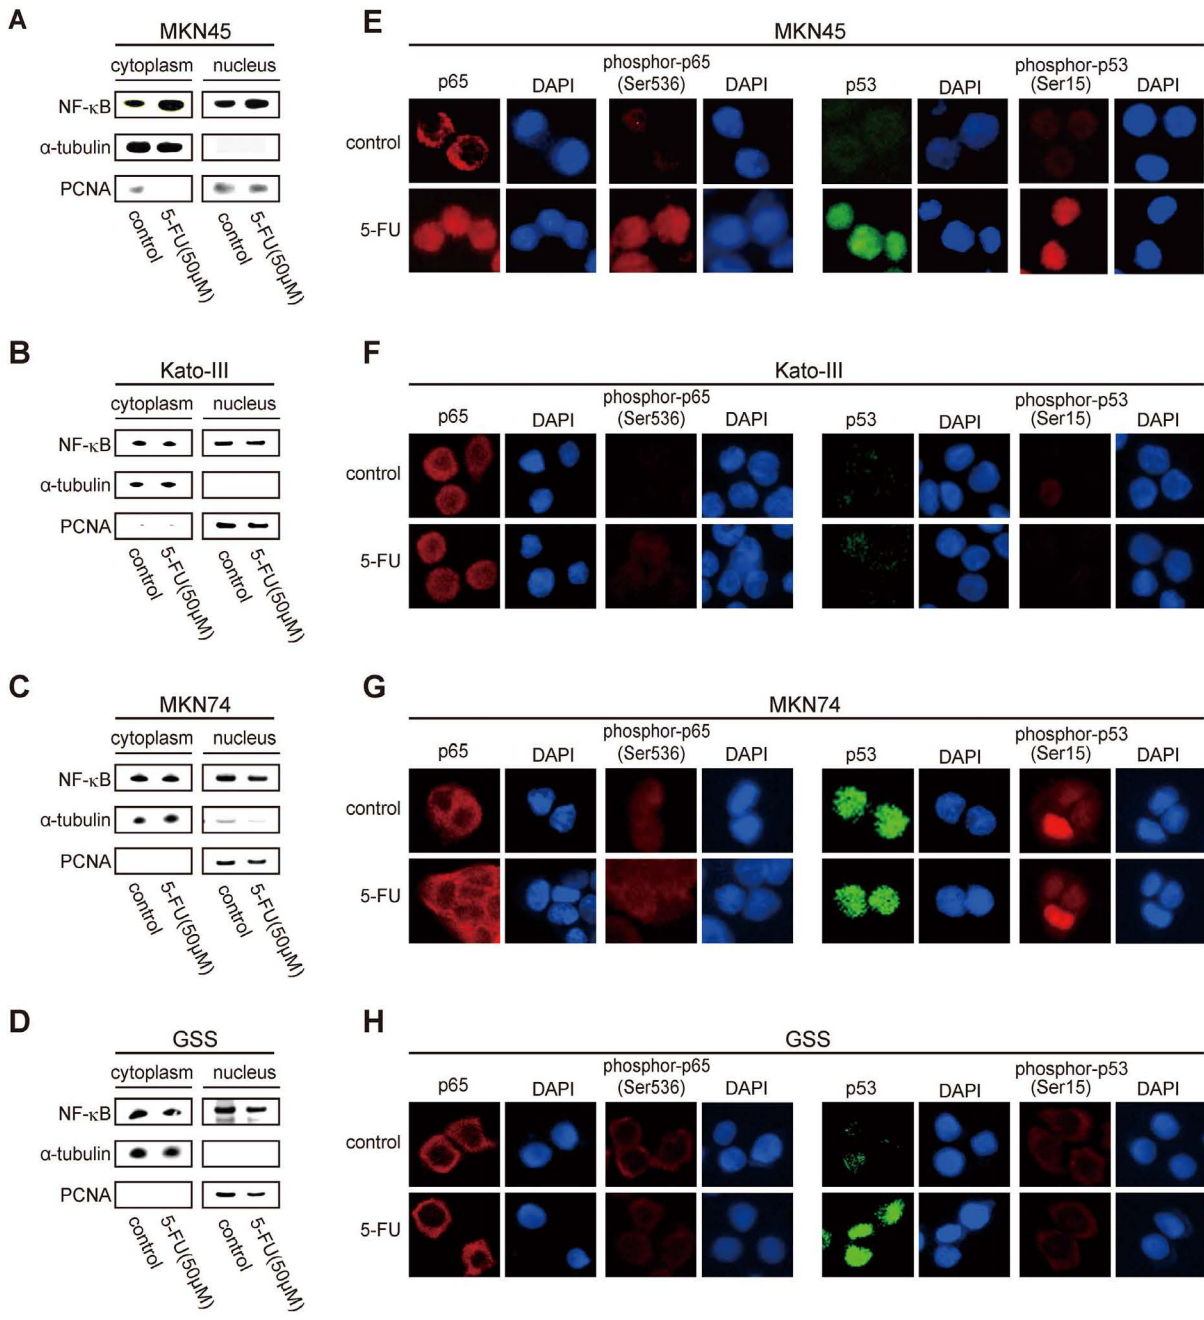 A
MKN45
cytoplasm nucleus
NF-κB
α-tubulin
PCNA
control 5-FU(50μM) control 5-FU(50μM)
E
MKN45
p65 DAPI phosphor-p65 (Ser536) DAPI p53 DAPI phosphor-p53 (Ser15) DAPI
control
5-FU
B
Kato-III
cytoplasm nucleus
NF-κB
α-tubulin
PCNA
control 5-FU(50μM) control 5-FU(50μM)
F
Kato-III
p65 DAPI phosphor-p65 (Ser536) DAPI p53 DAPI phosphor-p53 (Ser15) DAPI
control
5-FU
C
MKN74
cytoplasm nucleus
NF-κB
α-tubulin
PCNA
control 5-FU(50μM) control 5-FU(50μM)
G
MKN74
p65 DAPI phosphor-p65 (Ser536) DAPI p53 DAPI phosphor-p53 (Ser15) DAPI
control
5-FU
D
GSS
cytoplasm nucleus
NF-κB
α-tubulin
PCNA
control 5-FU(50μM) control 5-FU(50μM)
H
GSS
p65 DAPI phosphor-p65 (Ser536) DAPI p53 DAPI phosphor-p53 (Ser15) DAPI
control
5-FU